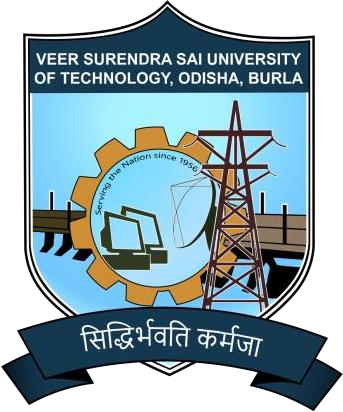 VEER SURENDRA SAI UNIVERSITY
OF TECHNOLOGY, ODISHA, BURLA
Serving the Nation since 1956
सिद्धिर्भवति कर्मजा